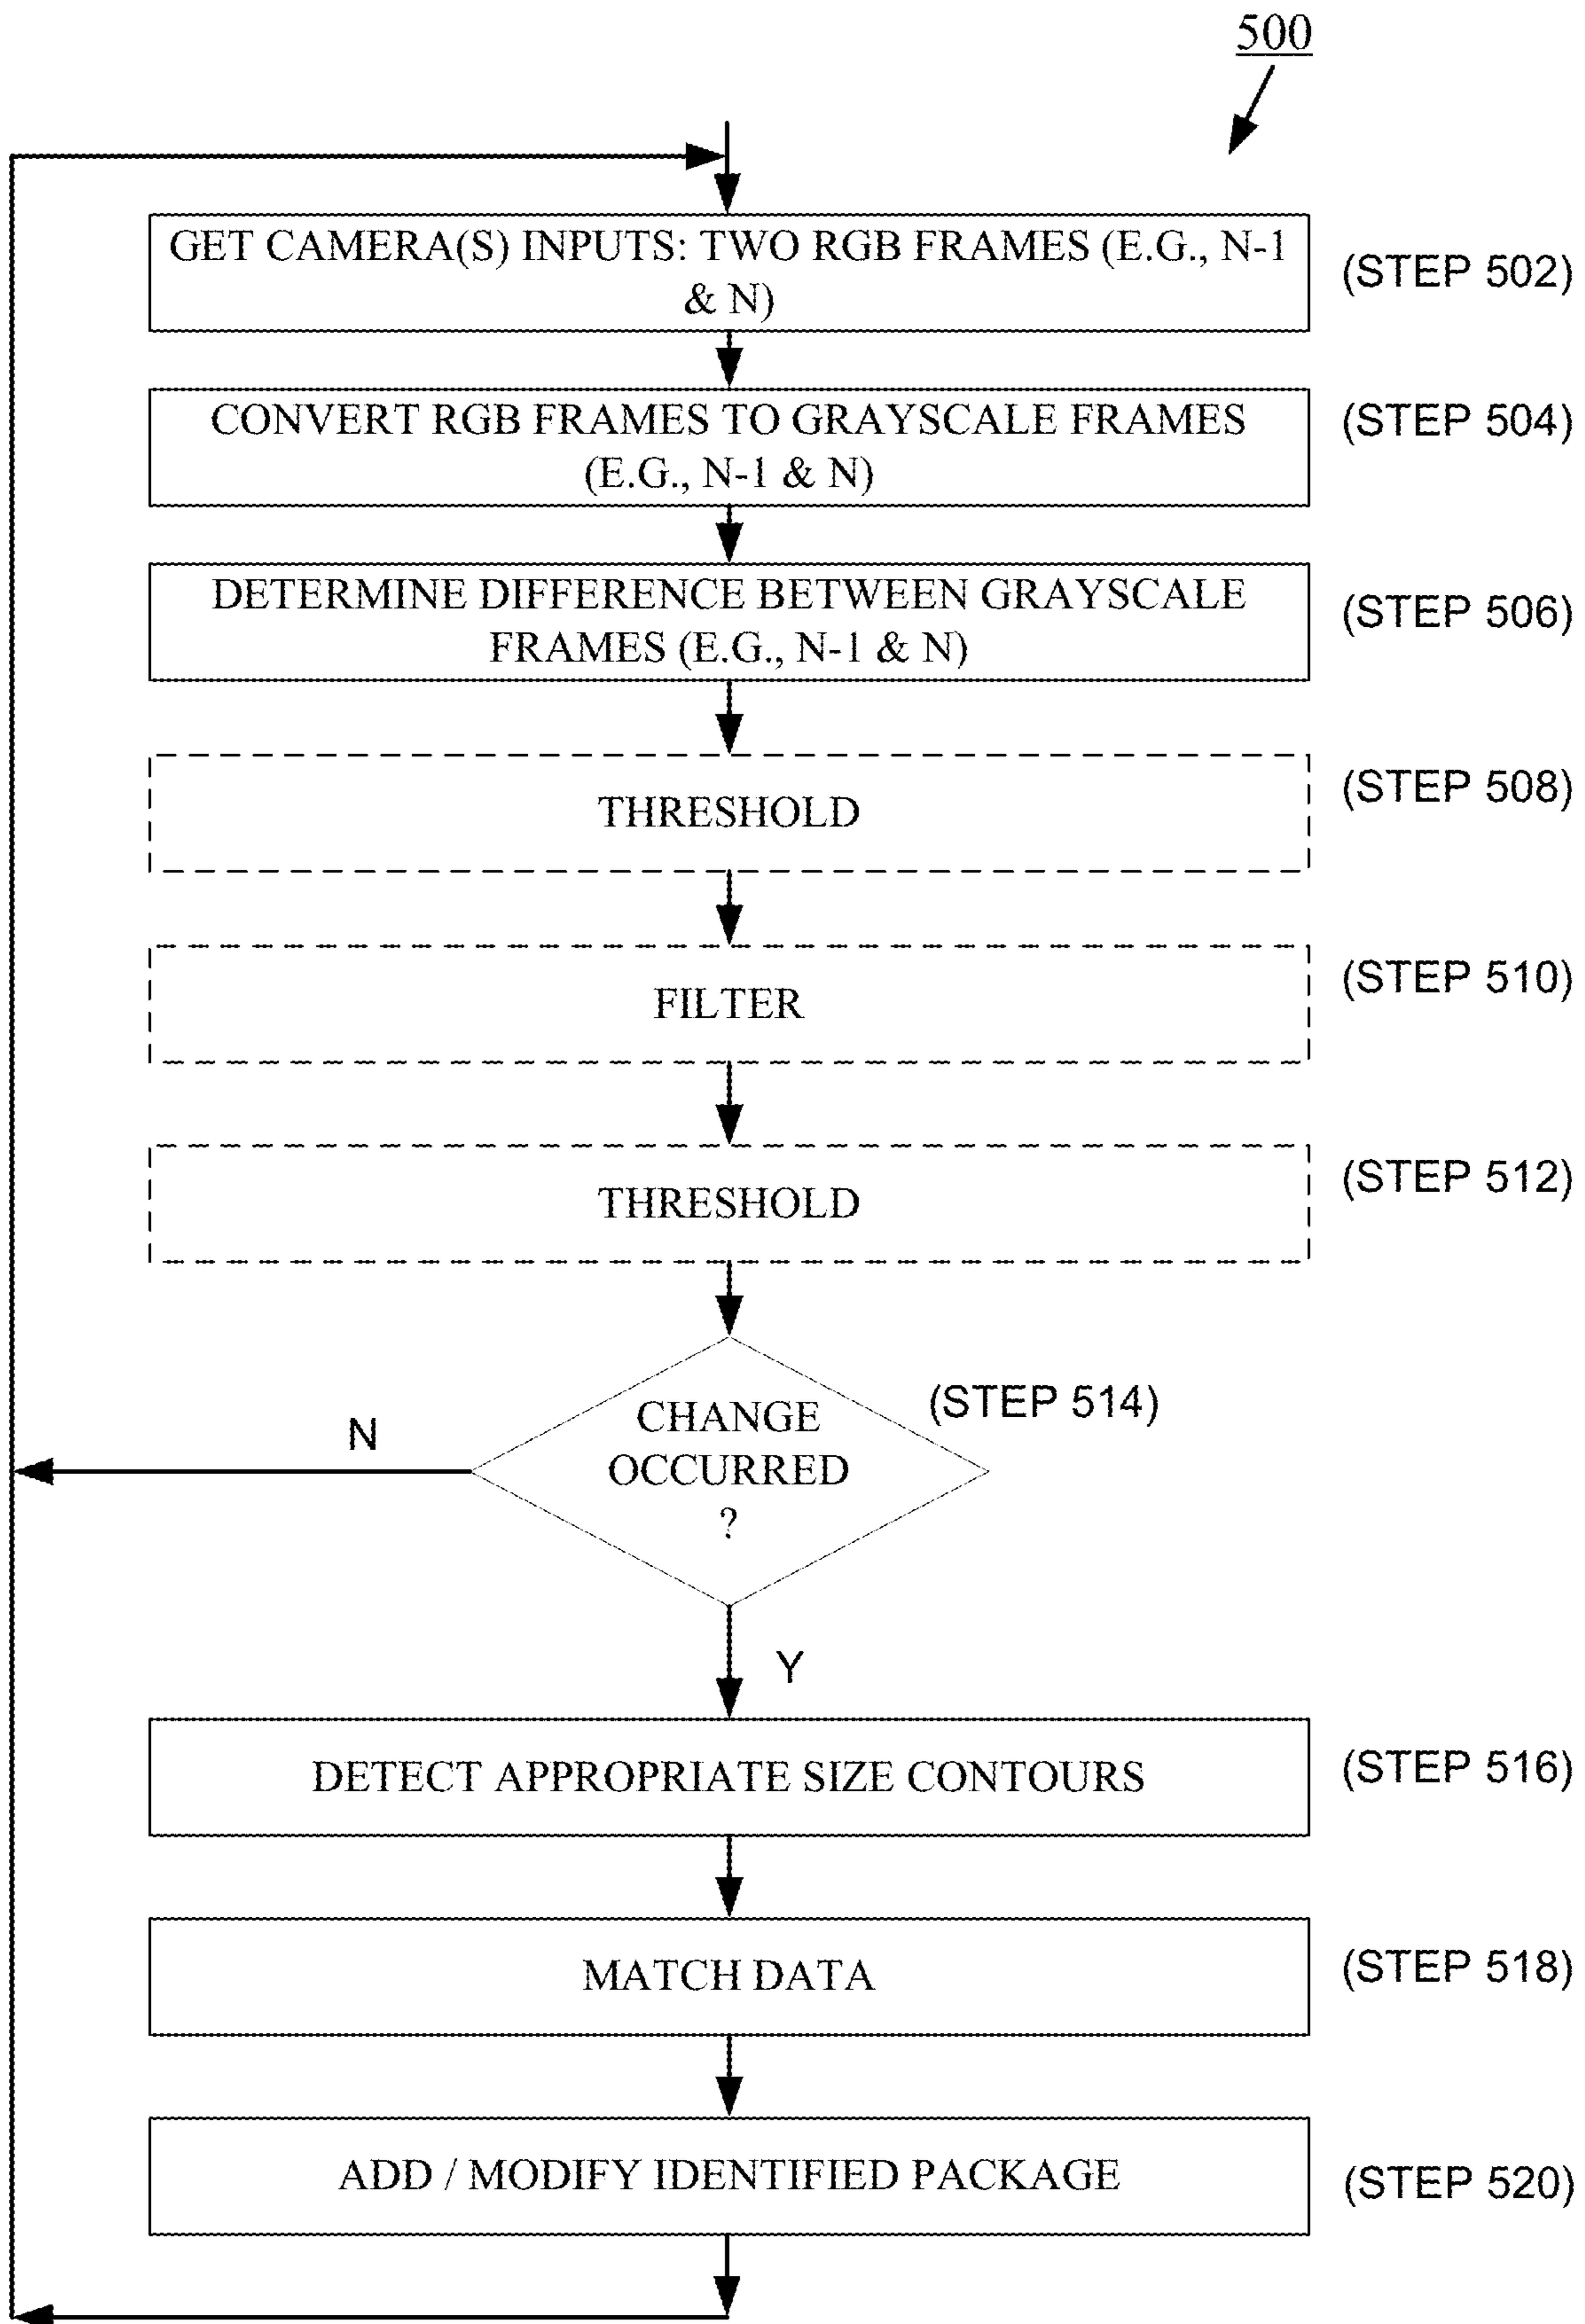 500
GET CAMERA(S) INPUTS: TWO RGB FRAMES (E.G., N-1
& N)
(STEP 502)
CONVERT RGB FRAMES TO GRAYSCALE FRAMES
(E.G., N-1 & N)
(STEP 504)
DETERMINE DIFFERENCE BETWEEN GRAYSCALE
FRAMES (E.G., N-1 & N)
(STEP 506)
THRESHOLD
(STEP 508)
FILTER
(STEP 510)
THRESHOLD
(STEP 512)
CHANGE
OCCURRED
?
(STEP 514)
N
Y
DETECT APPROPRIATE SIZE CONTOURS
(STEP 516)
MATCH DATA
(STEP 518)
ADD / MODIFY IDENTIFIED PACKAGE
(STEP 520)